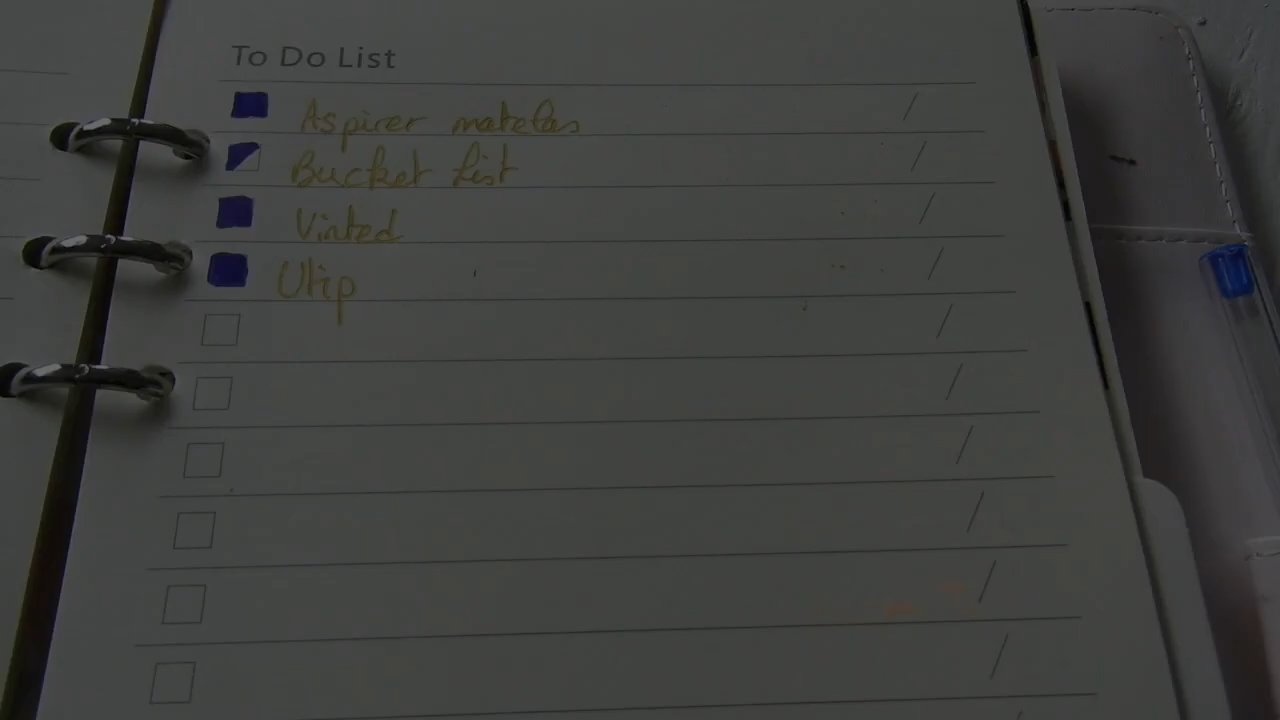 To Do List
Aspirer matelas
Bucket List
Vinted
Ulip